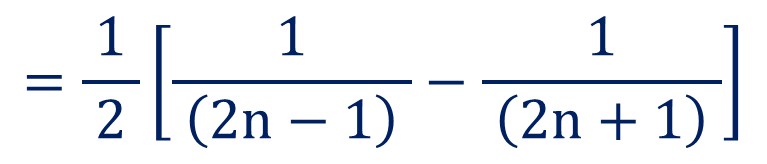 = 1/2 [1/(2n − 1) − 1/(2n + 1)]